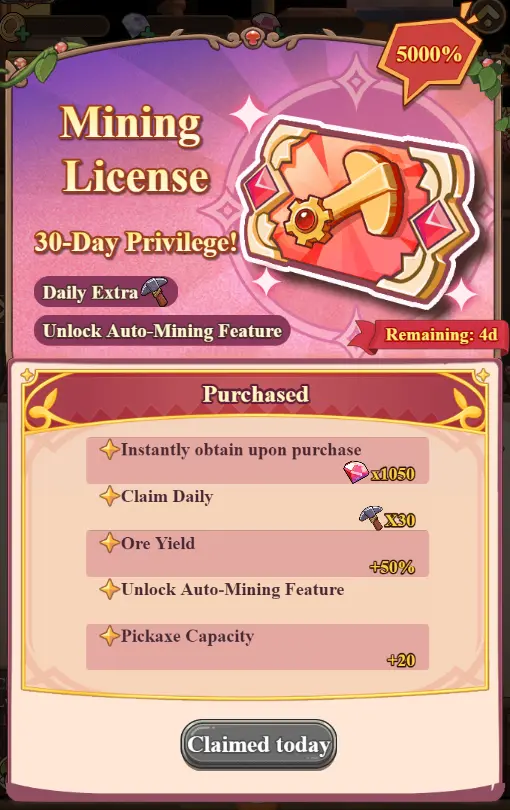 5000%
Mining
License
30-Day Privilege!
Daily Extra
Unlock Auto-Mining Feature
Remaining: 4d
Purchased
Instantly obtain upon purchase
x1050
Claim Daily
X30
Ore Yield
+50%
Unlock Auto-Mining Feature
Pickaxe Capacity
+20
Claimed today